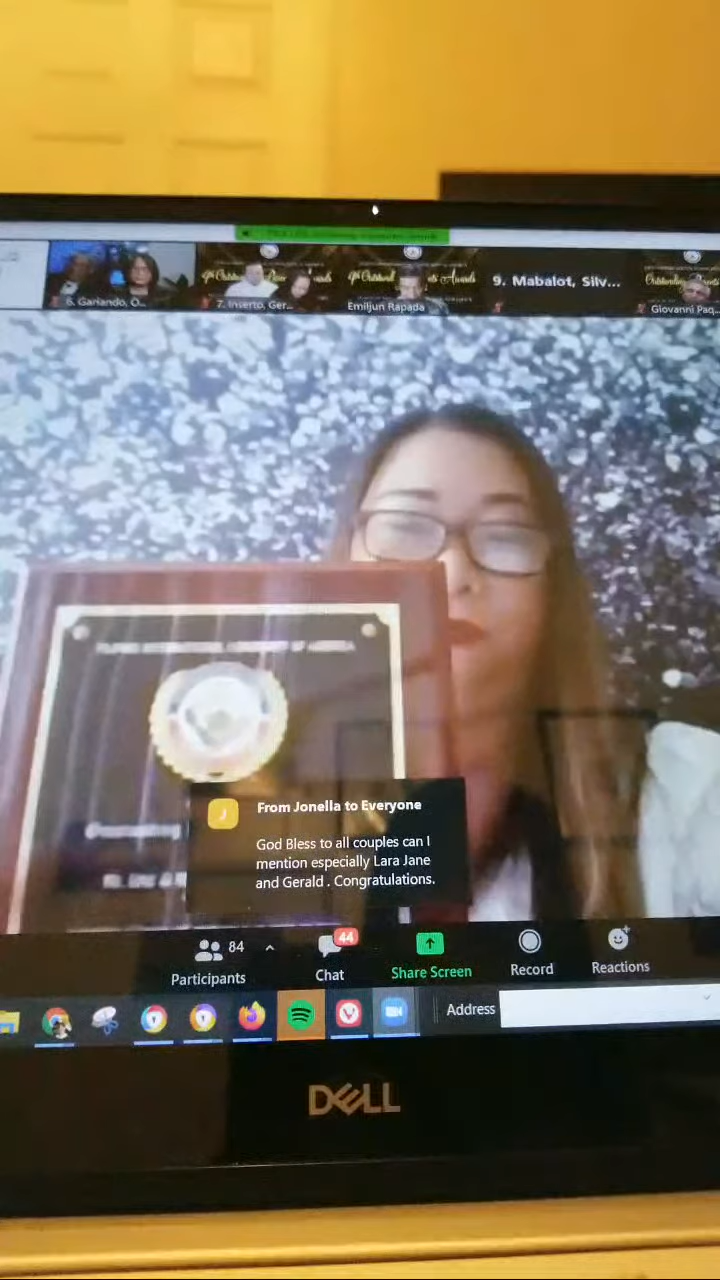 6. Garlando, O...
7. Inserto, Ger...
Emiljun Rapada
9. Mabalot, Silv...
Giovanni Paq...
Awards
From Jonella to Everyone
God Bless to all couples can I
mention especially Lara Jane
and Gerald . Congratulations.
84
44
Participants
Chat
Share Screen
Record
Reactions
Address
DELL